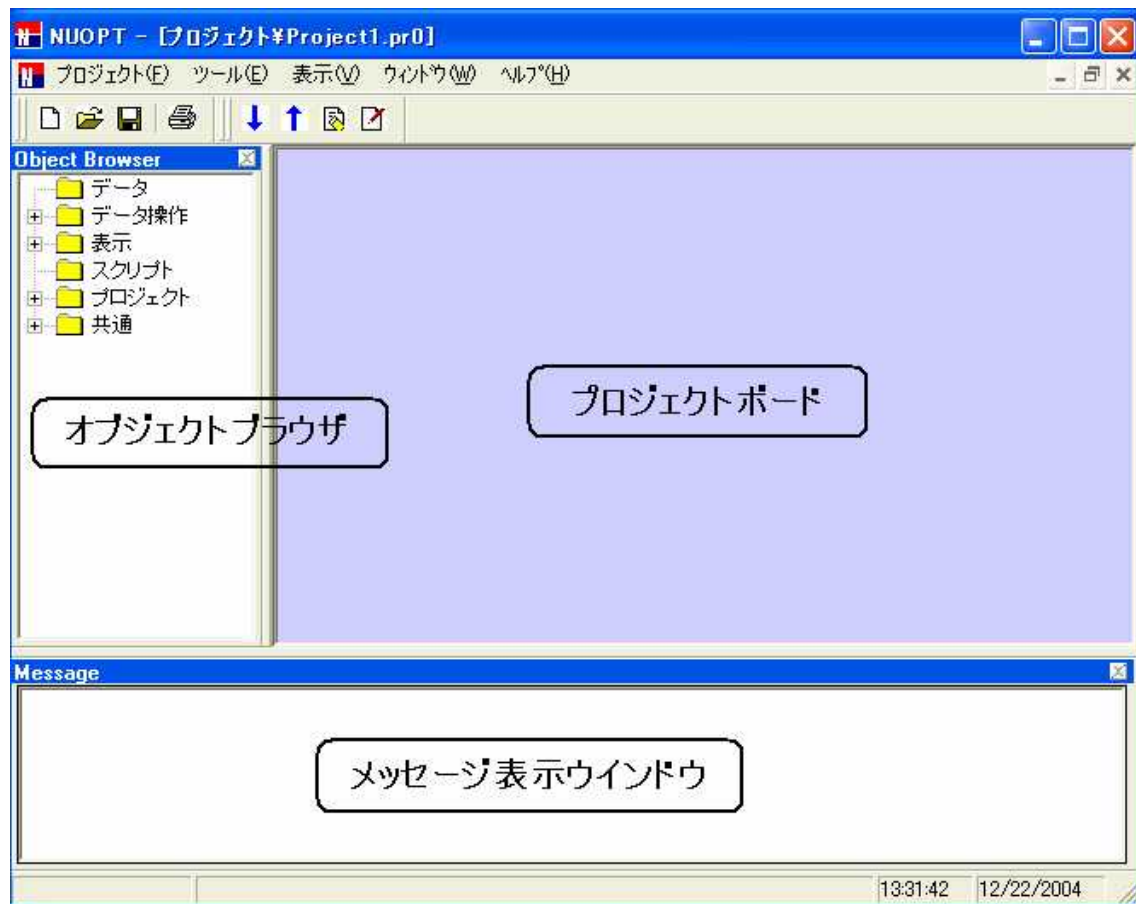 NUOPT - [プロジェクト¥Project1.pr0]
プロジェクト(F) ツール(E) 表示(V) ウィンドウ(W) ヘルプ(H)
Object Browser
データ
データ操作
表示
スクリプト
プロジェクト
共通
オブジェクトブラウザ
プロジェクトボード
Message
メッセージ表示ウインドウ
13:31:42 12/22/2004